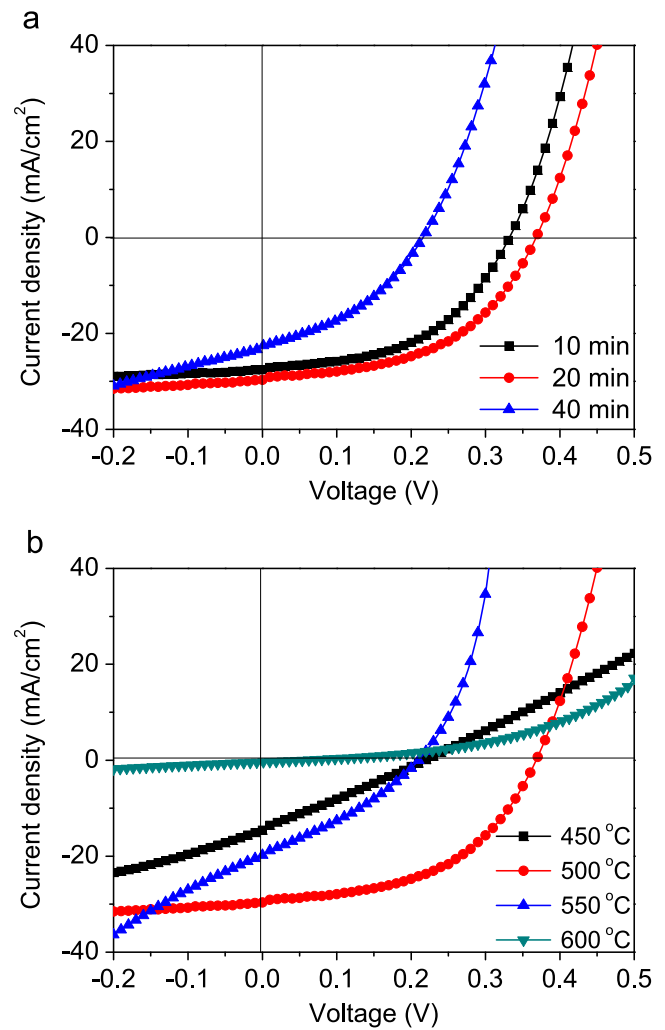 a
40
20
0
-20
-40
Current density (mA/cm²)
10 min
20 min
40 min
-0.2 -0.1 0.0 0.1 0.2 0.3 0.4 0.5
Voltage (V)
b
40
20
0
-20
-40
Current density (mA/cm²)
450 °C
500 °C
550 °C
600 °C
-0.2 -0.1 0.0 0.1 0.2 0.3 0.4 0.5
Voltage (V)